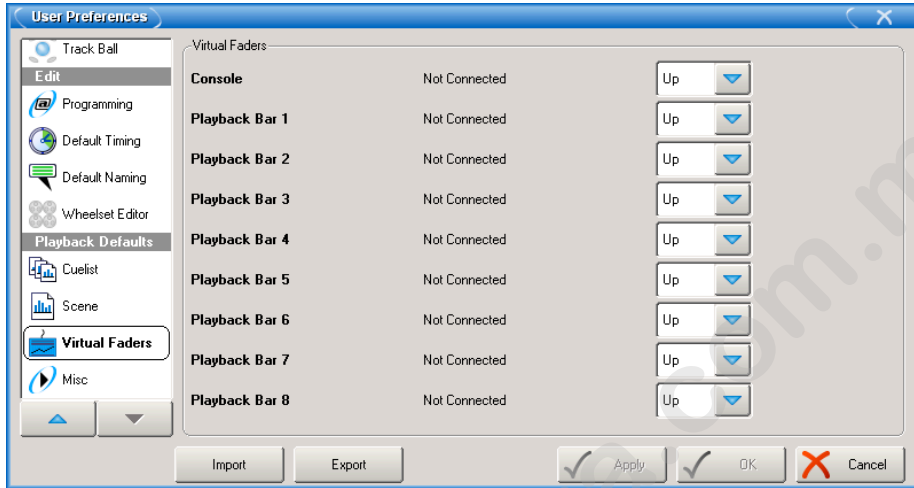 User Preferences
Track Ball
Edit
Programming
Default Timing
Default Naming
Wheelset Editor
Playback Defaults
Cuelist
Scene
Virtual Faders
Misc
Virtual Faders
Console Not Connected Up
Playback Bar 1 Not Connected Up
Playback Bar 2 Not Connected Up
Playback Bar 3 Not Connected Up
Playback Bar 4 Not Connected Up
Playback Bar 5 Not Connected Up
Playback Bar 6 Not Connected Up
Playback Bar 7 Not Connected Up
Playback Bar 8 Not Connected Up
Import Export Apply OK Cancel